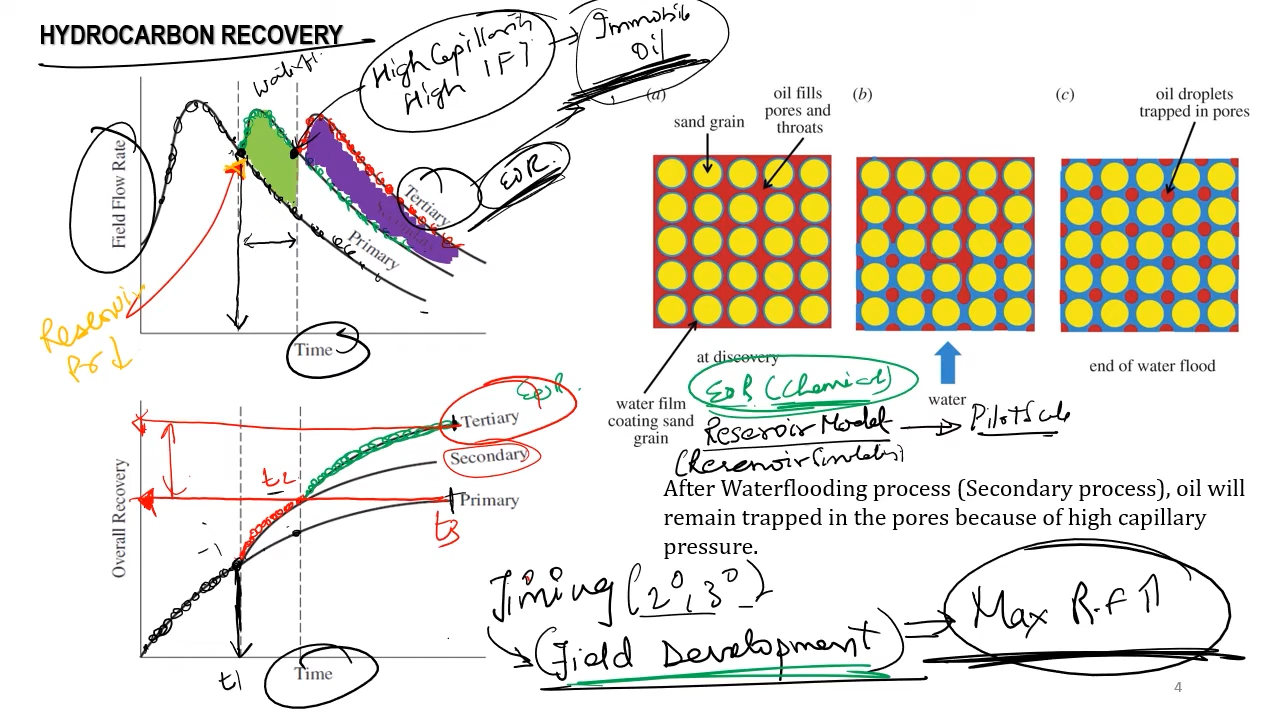 HYDROCARBON RECOVERY
High Capillarity
High IFT
Immobile
Oil
EOR
Field Flow Rate
Tertiary
Primary
Time
Reservoir
Pr ↓
(a)
sand grain
oil fills
pores and
throats
(b)
(c)
oil droplets
trapped in pores
at discovery
water film
coating sand
grain
water
end of water flood
EOR (Chemical)
Reservoir Model → Pilot Scale
After Waterflooding process (Secondary process), oil will
remain trapped in the pores because of high capillary
pressure.
Timing (2°, 3°)
(Field Development) ⇒ Max R.F ⇑
EOR
Overall Recovery
Tertiary
Secondary
Primary
t2
t3
t1
Time
4